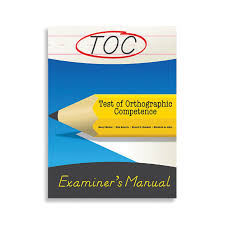 TOC
Test of Orthographic
Competence
Examiner's Manual